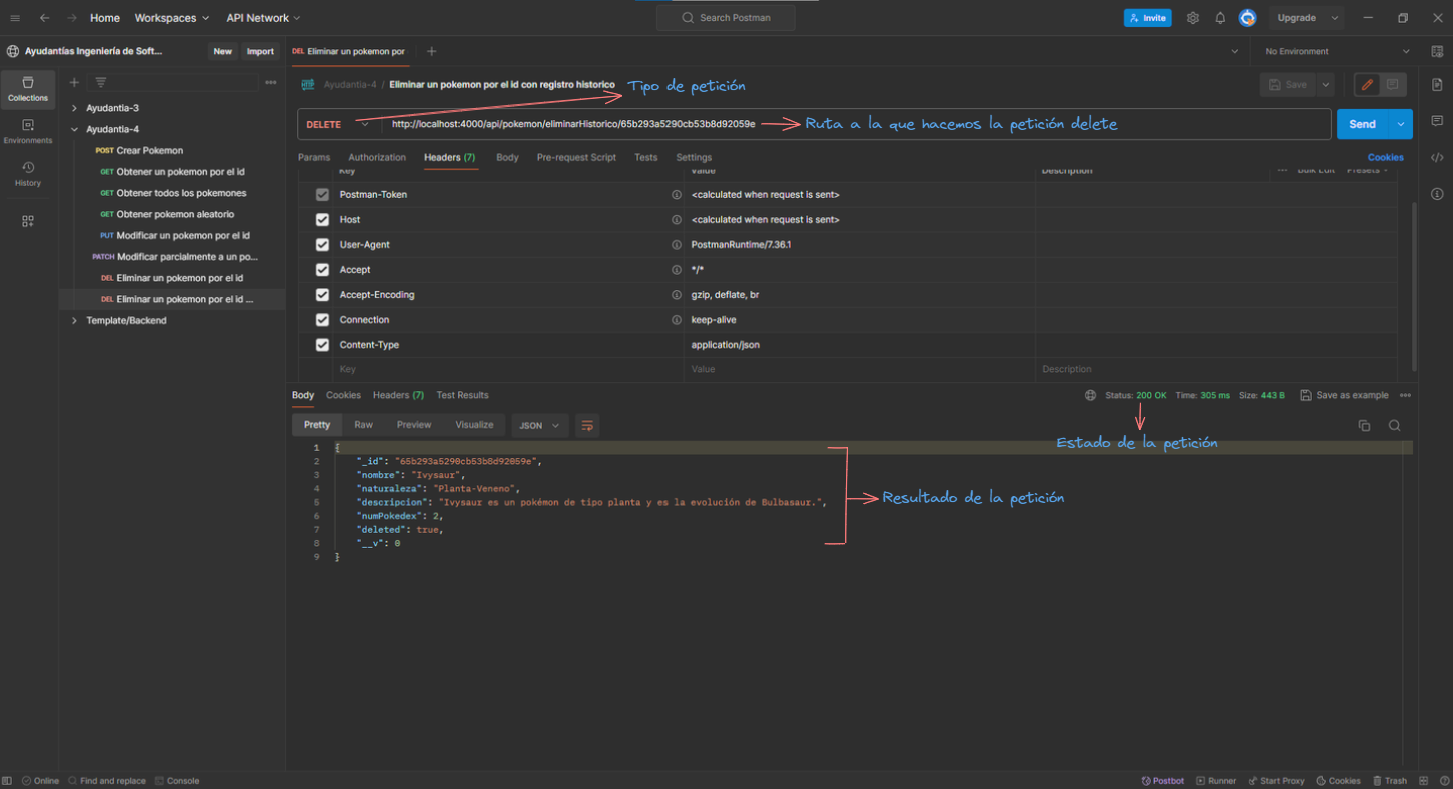 Home Workspaces API Network Search Postman Invite Upgrade
Ayudantías Ingeniería de Soft... New Import DEL Eliminar un pokemon por No Environment
Collections
Environments
History
Ayudantia-3
Ayudantia-4
POST Crear Pokemon
GET Obtener un pokemon por el id
GET Obtener todos los pokemones
GET Obtener pokemon aleatorio
PUT Modificar un pokemon por el id
PATCH Modificar parcialmente a un po...
DEL Eliminar un pokemon por el id
DEL Eliminar un pokemon por el id ...
Template/Backend
HTTP Ayudantia-4 / Eliminar un pokemon por el id con registro historico Tipo de petición Save
DELETE http://localhost:4000/api/pokemon/eliminarHistorico/65b293a5290cb53b8d92059e Ruta a la que hacemos la petición delete Send
Params Authorization Headers (7) Body Pre-request Script Tests Settings Cookies
Key Value Description Bulk Edit Presets
Postman-Token <calculated when request is sent>
Host <calculated when request is sent>
User-Agent PostmanRuntime/7.36.1
Accept */*
Accept-Encoding gzip, deflate, br
Connection keep-alive
Content-Type application/json
Key Value Description
Body Cookies Headers (7) Test Results Status: 200 OK Time: 305 ms Size: 443 B Save as example
Pretty Raw Preview Visualize JSON
Estado de la petición
1 {
2 "_id": "65b293a5290cb53b8d92059e",
3 "nombre": "Ivysaur",
4 "naturaleza": "Planta-Veneno",
5 "descripcion": "Ivysaur es un pokémon de tipo planta y es la evolución de Bulbasaur.",
Resultado de la petición
6 "numPokedex": 2,
7 "deleted": true,
8 "__v": 0
9 }
Online Find and replace Console Postbot Runner Start Proxy Cookies Trash